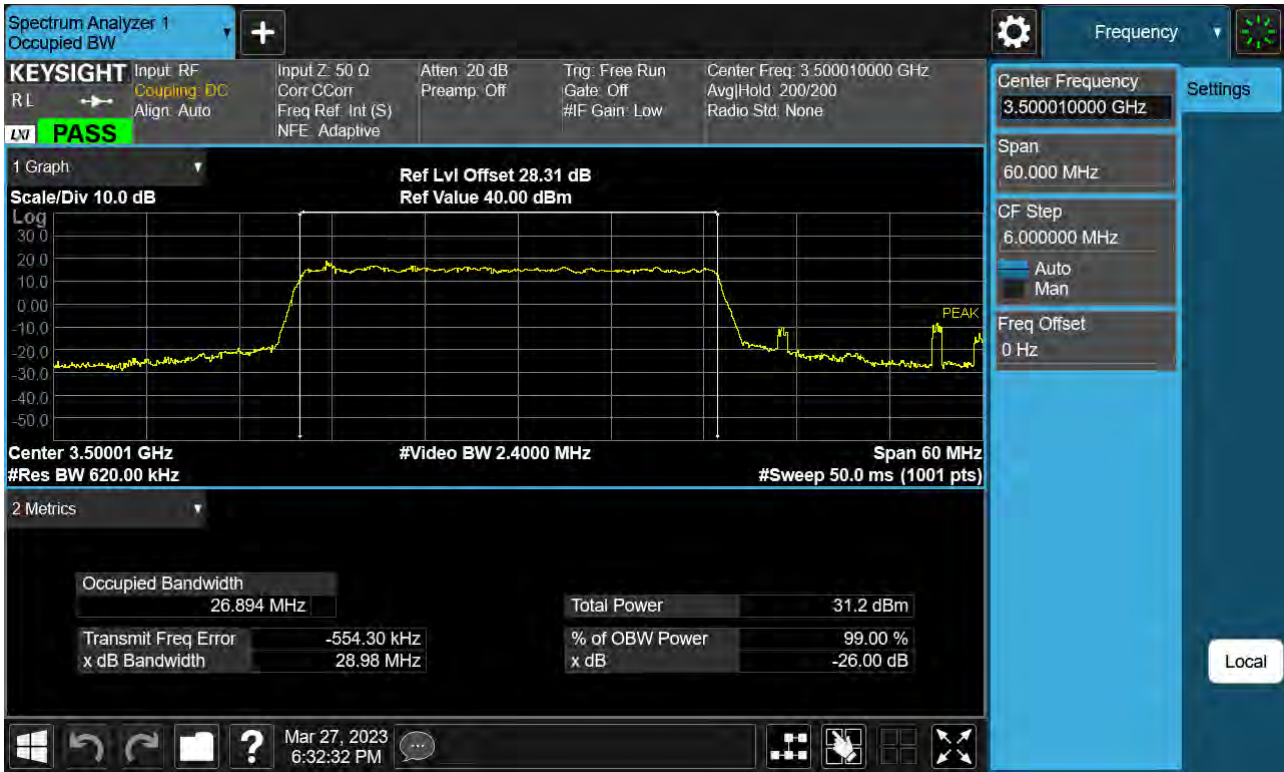 Spectrum Analyzer 1
Occupied BW
Frequency
KEYSIGHT
RL
LXI
PASS
Input: RF
Coupling: DC
Align: Auto
Input Z: 50 Ω
Corr CCorr
Freq Ref: Int (S)
NFE: Adaptive
Atten: 20 dB
Preamp: Off
Trig: Free Run
Gate: Off
#IF Gain: Low
Center Freq: 3.500010000 GHz
Avg|Hold: 200/200
Radio Std: None
Center Frequency
3.500010000 GHz
Settings
Span
60.000 MHz
CF Step
6.000000 MHz
Auto
Man
Freq Offset
0 Hz
Local
1 Graph
Scale/Div 10.0 dB
Ref Lvl Offset 28.31 dB
Ref Value 40.00 dBm
Log
30.0
20.0
10.0
0.00
-10.0
-20.0
-30.0
-40.0
-50.0
PEAK
Center 3.50001 GHz
#Video BW 2.4000 MHz
Span 60 MHz
#Res BW 620.00 kHz
#Sweep 50.0 ms (1001 pts)
2 Metrics
Occupied Bandwidth
26.894 MHz
Total Power 31.2 dBm
Transmit Freq Error -554.30 kHz
% of OBW Power 99.00 %
x dB Bandwidth 28.98 MHz
x dB -26.00 dB
?
Mar 27, 2023
6:32:32 PM